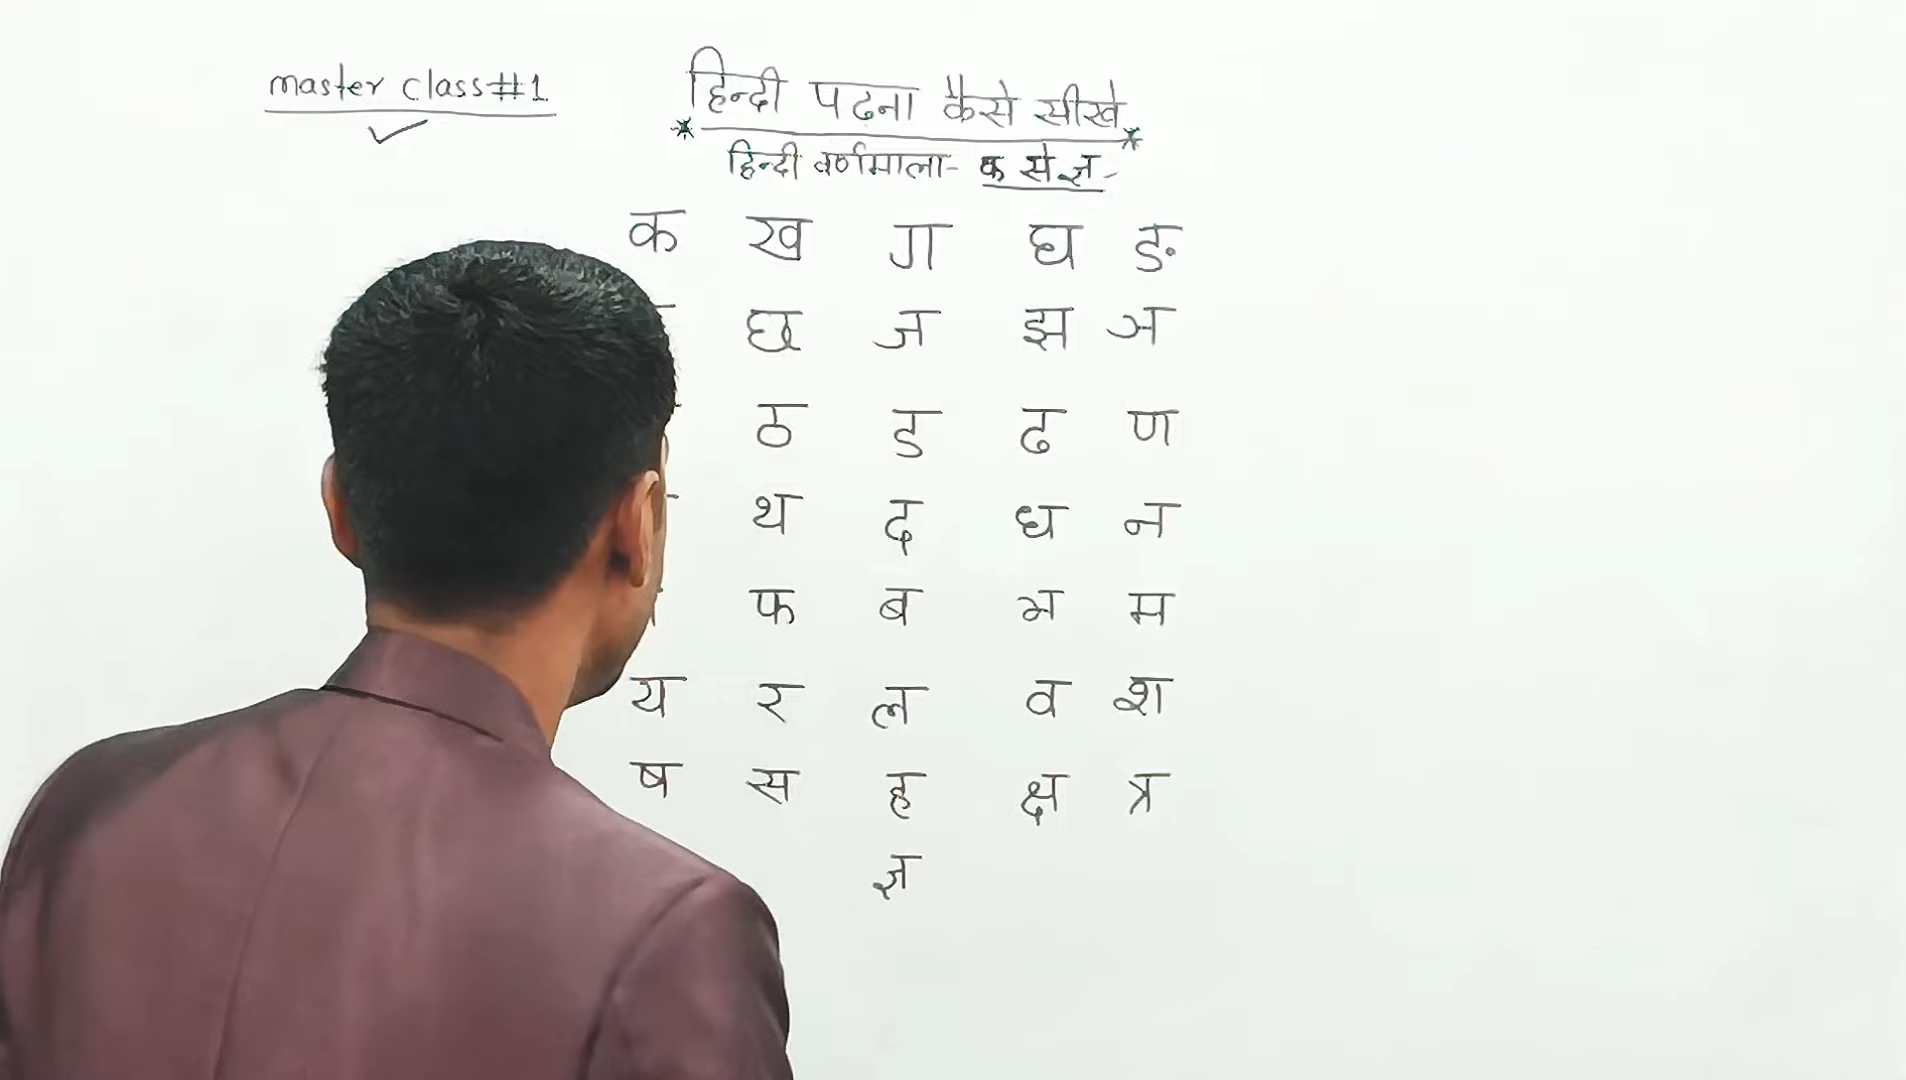 master class#1
हिन्दी पढना कैसे सीखे
हिन्दी वर्णमाला- क से ज्ञ-
क ख ग घ ङ
छ ज झ ञ
ठ ड ढ ण
थ द ध न
फ ब भ म
य र ल व श
ष स ह क्ष त्र
ज्ञ